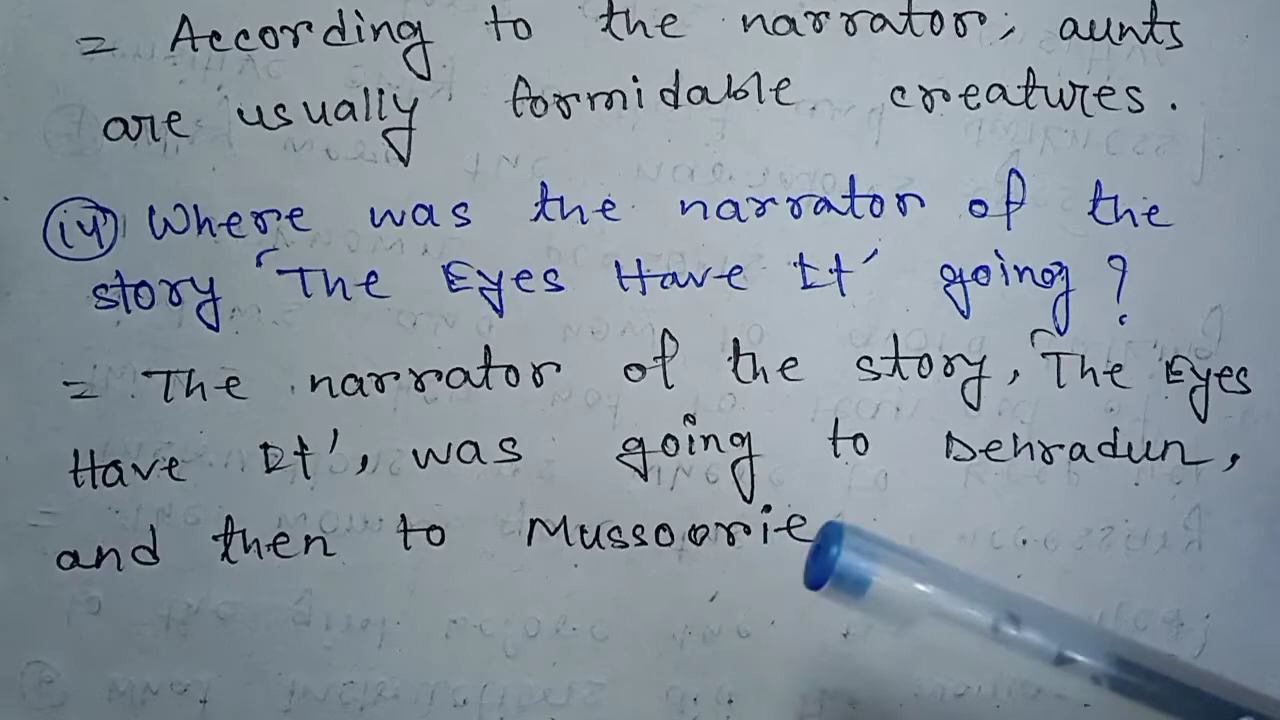 = According to the narrator, aunts
are usually formidable creatures.
(iv) Where was the narrator of the
story 'The Eyes Have It' going?
= The narrator of the story, 'The Eyes
Have It', was going to Dehradun,
and then to Mussoorie